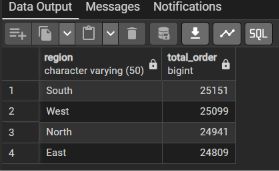 Data Output Messages Notifications
SQL
region total_order
character varying (50) bigint
1 South 25151
2 West 25099
3 North 24941
4 East 24809